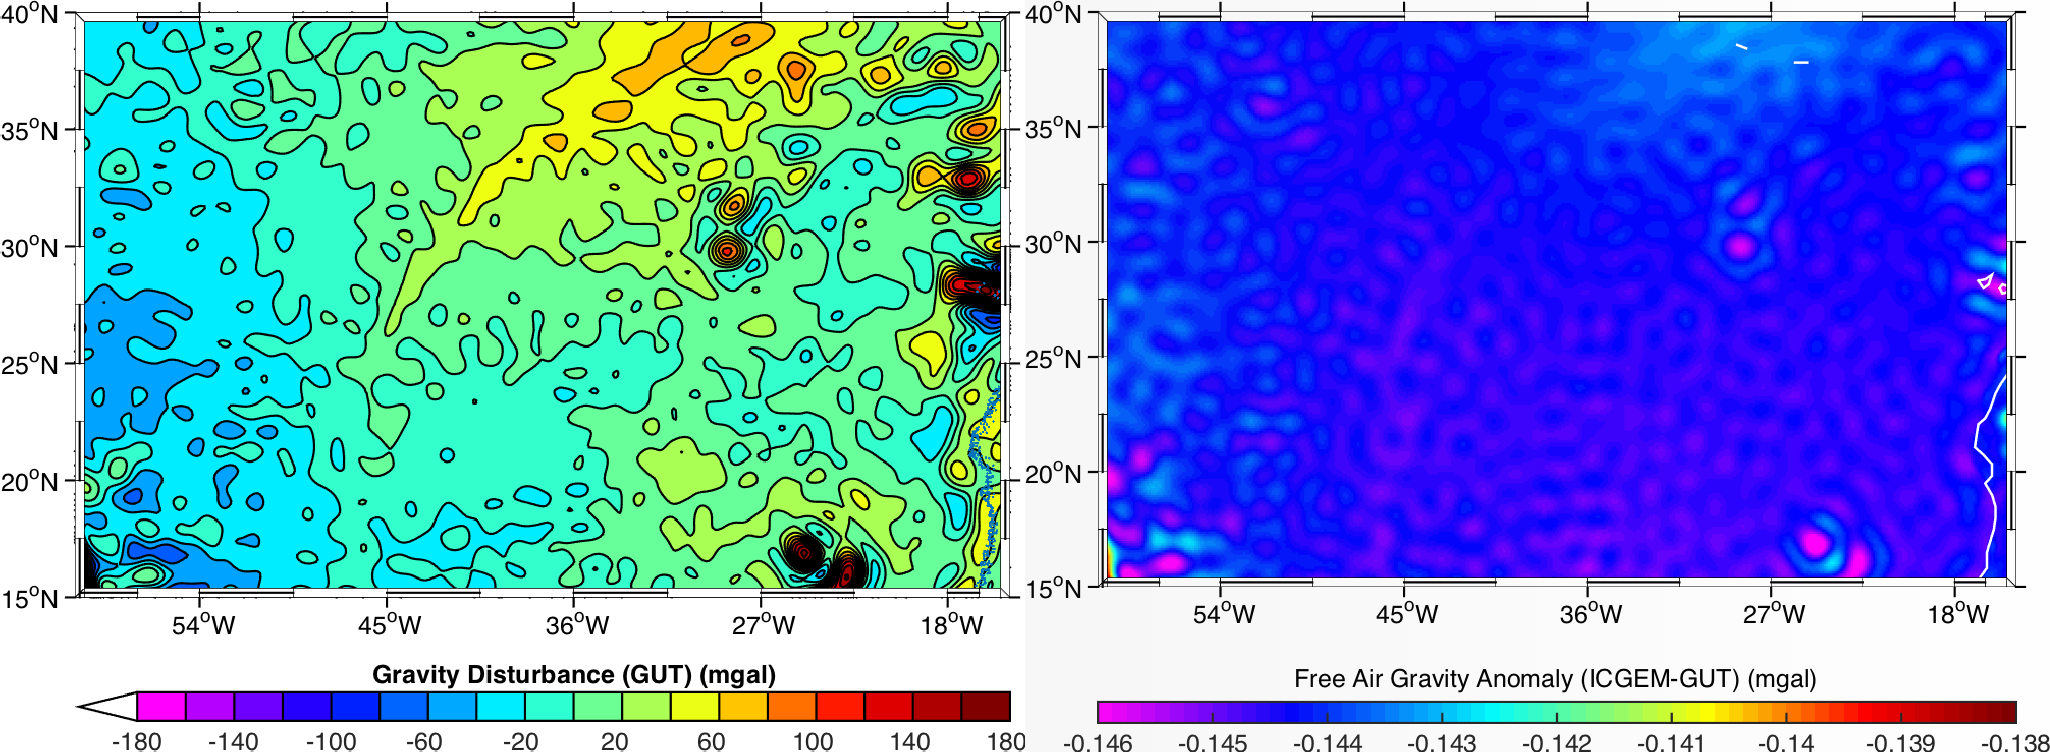 40°N
35°N
30°N
25°N
20°N
15°N
54°W 45°W 36°W 27°W 18°W
Gravity Disturbance (GUT) (mgal)
-180 -140 -100 -60 -20 20 60 100 140 180
40°N
35°N
30°N
25°N
20°N
15°N
54°W 45°W 36°W 27°W 18°W
Free Air Gravity Anomaly (ICGEM-GUT) (mgal)
-0.146 -0.145 -0.144 -0.143 -0.142 -0.141 -0.14 -0.139 -0.138